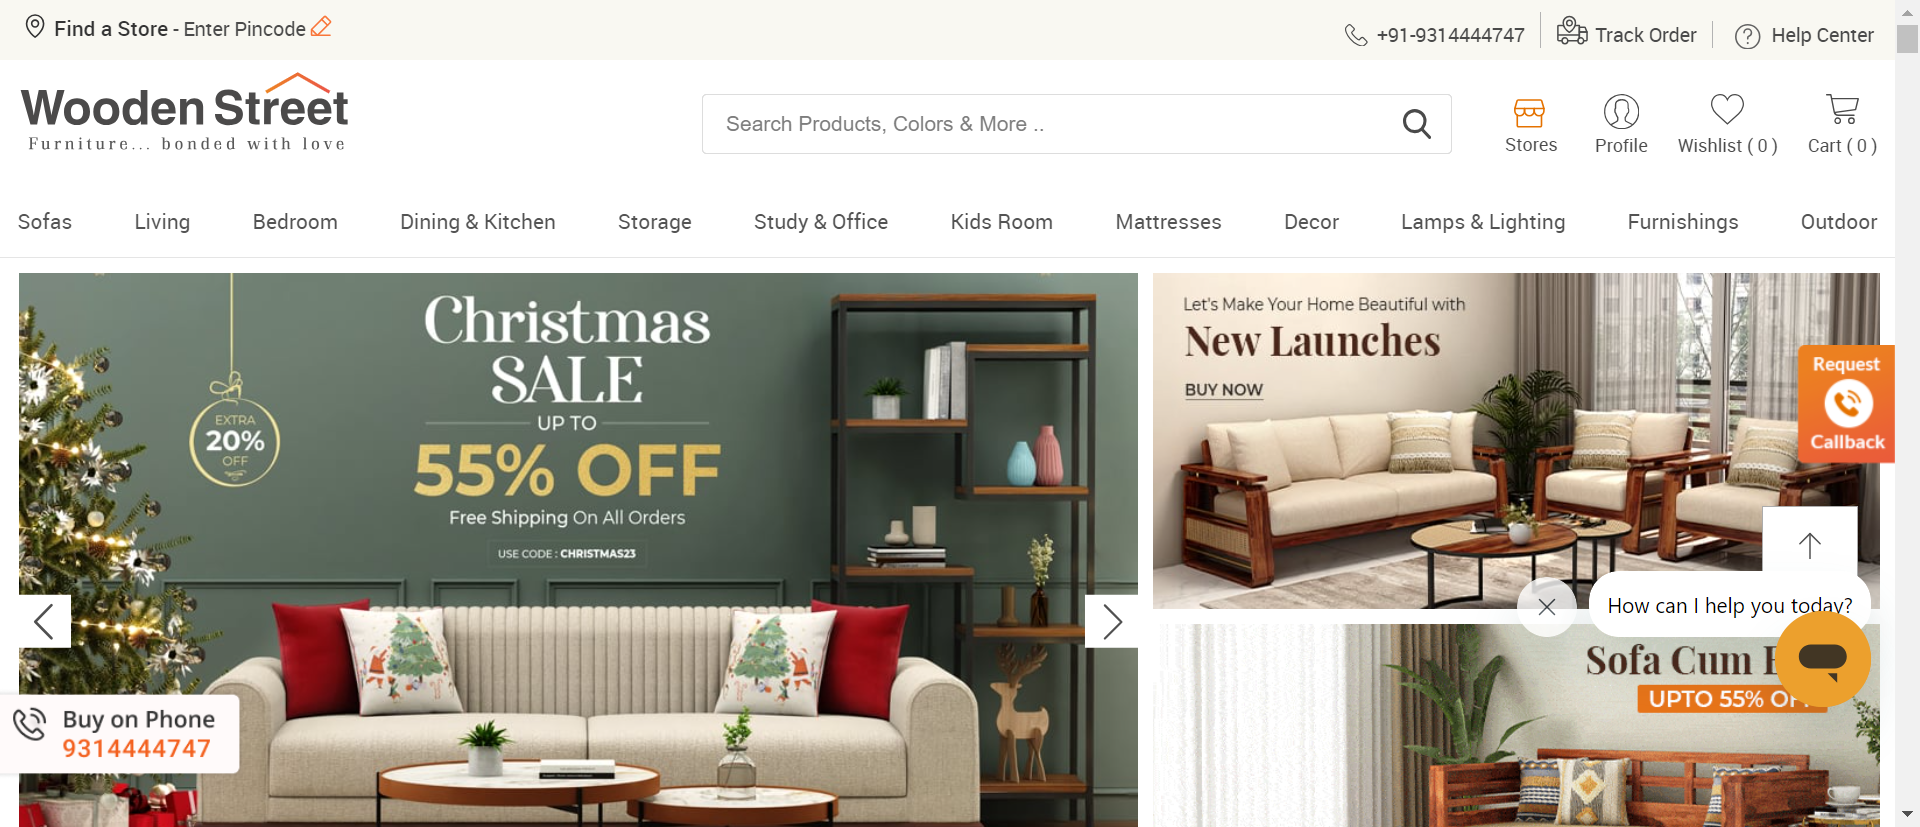 Find a Store - Enter Pincode
+91-9314444747
Track Order
Help Center
Wooden Street
Furniture... bonded with love
Search Products, Colors & More ..
Stores
Profile
Wishlist ( 0 )
Cart ( 0 )
Sofas
Living
Bedroom
Dining & Kitchen
Storage
Study & Office
Kids Room
Mattresses
Decor
Lamps & Lighting
Furnishings
Outdoor
EXTRA
20%
OFF
Christmas
SALE
UP TO
55% OFF
Free Shipping On All Orders
USE CODE : CHRISTMAS23
Let's Make Your Home Beautiful with
New Launches
BUY NOW
Request
Callback
How can I help you today?
Sofa Cum
UPTO 55% OFF
Buy on Phone
9314444747